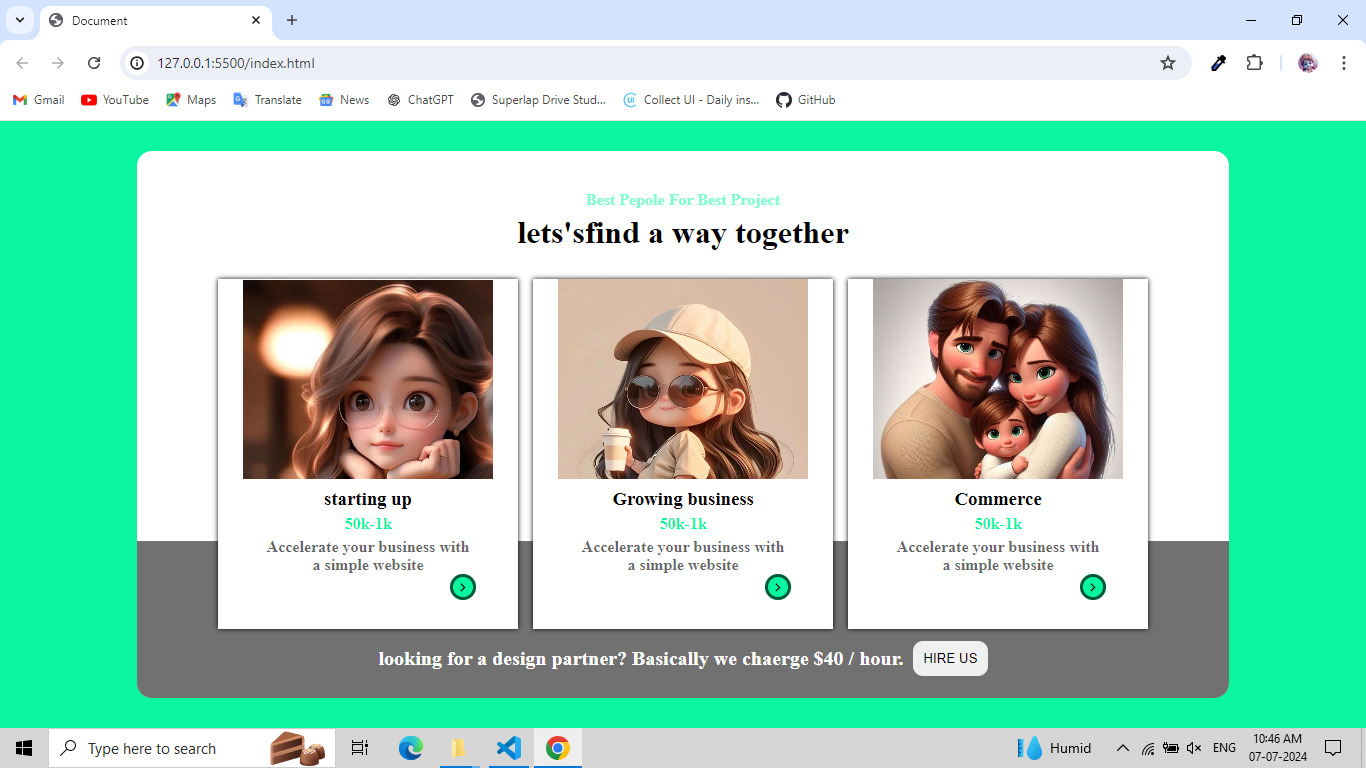 Document
127.0.0.1:5500/index.html
Gmail YouTube Maps Translate News ChatGPT Superlap Drive Stud... Collect UI - Daily ins... GitHub
Best Pepole For Best Project
lets'sfind a way together
starting up
50k-1k
Accelerate your business with
a simple website
Growing business
50k-1k
Accelerate your business with
a simple website
Commerce
50k-1k
Accelerate your business with
a simple website
looking for a design partner? Basically we chaerge $40 / hour. HIRE US
Type here to search
Humid
ENG
10:46 AM
07-07-2024